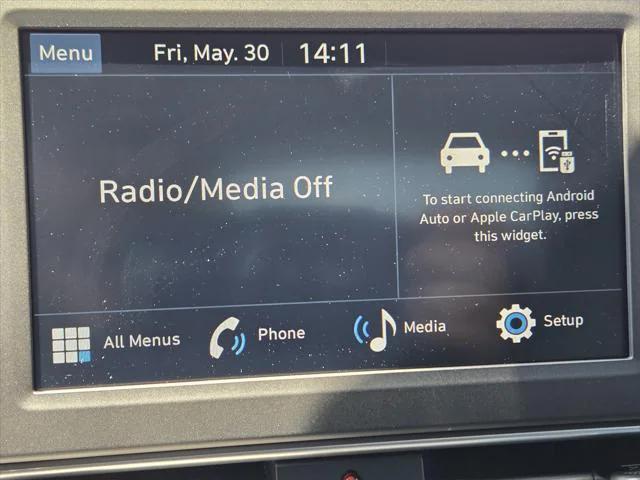 Menu Fri, May. 30 14:11
Radio/Media Off
To start connecting Android
Auto or Apple CarPlay, press
this widget.
All Menus Phone Media Setup